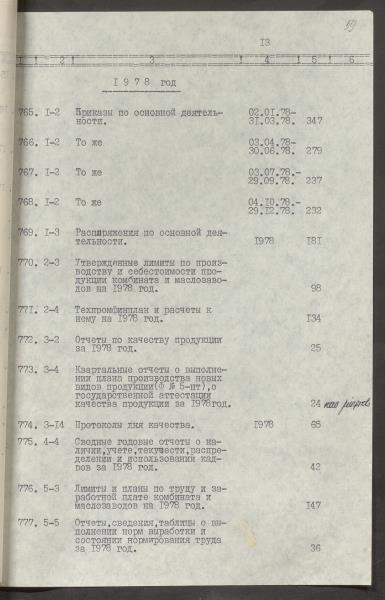 13
1 ! 2! 3 ! 4 ! 5 ! 6
1 9 7 8 год
765. I-2 Приказы по основной деятель- 02.01.78-
ности. 31.03.78. 347
766. I-2 То же 03.04.78-
30.06.78. 279
767. I-2 То же 03.07.78.-
29.09.78. 237
768. I-2 То же 04.10.78.-
29.12.78. 232
769. I-3 Распоряжения по основной дея-
тельности. 1978 181
770. 2-3 Утвержденные лимиты по произ-
водству и себестоимости про-
дукции комбината и маслозаво-
лов на 1978 год. 98
771. 2-4 Техпромфинплан и расчеты к
нему на 1978 год. 134
772. 3-2 Отчеты по качеству продукции
за 1978 год. 25
773. 3-4 Квартальные отчеты о выполне-
нии плана производства новых
видов продукции(Ф № 5-нт),о
государственной аттестации
качества продукции за 1978год. 24
774. 3-14 Протоколы дня качества. 1978 65
775. 4-4 Сводные годовые отчеты о на-
личии,учете,текучести,распре-
делении и использовании кад-
ров за 1978 год. 42
776. 5-3 Лимиты и планы по труду и за-
работной плате комбината и
маслозаводов на 1978 год. 147
777. 5-5 Отчеты,сведения,таблицы о вы-
полнении норм выработки и
состоянии нормирования труда
за 1978 год. 36